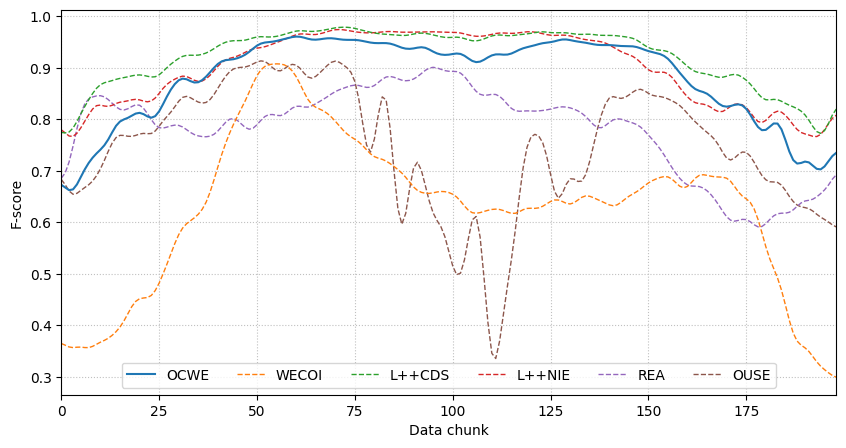 1.0
0.9
0.8
0.7
0.6
0.5
0.4
0.3
F-score
OCWE WECOI L++CDS L++NIE REA OUSE
0 25 50 75 100 125 150 175
Data chunk